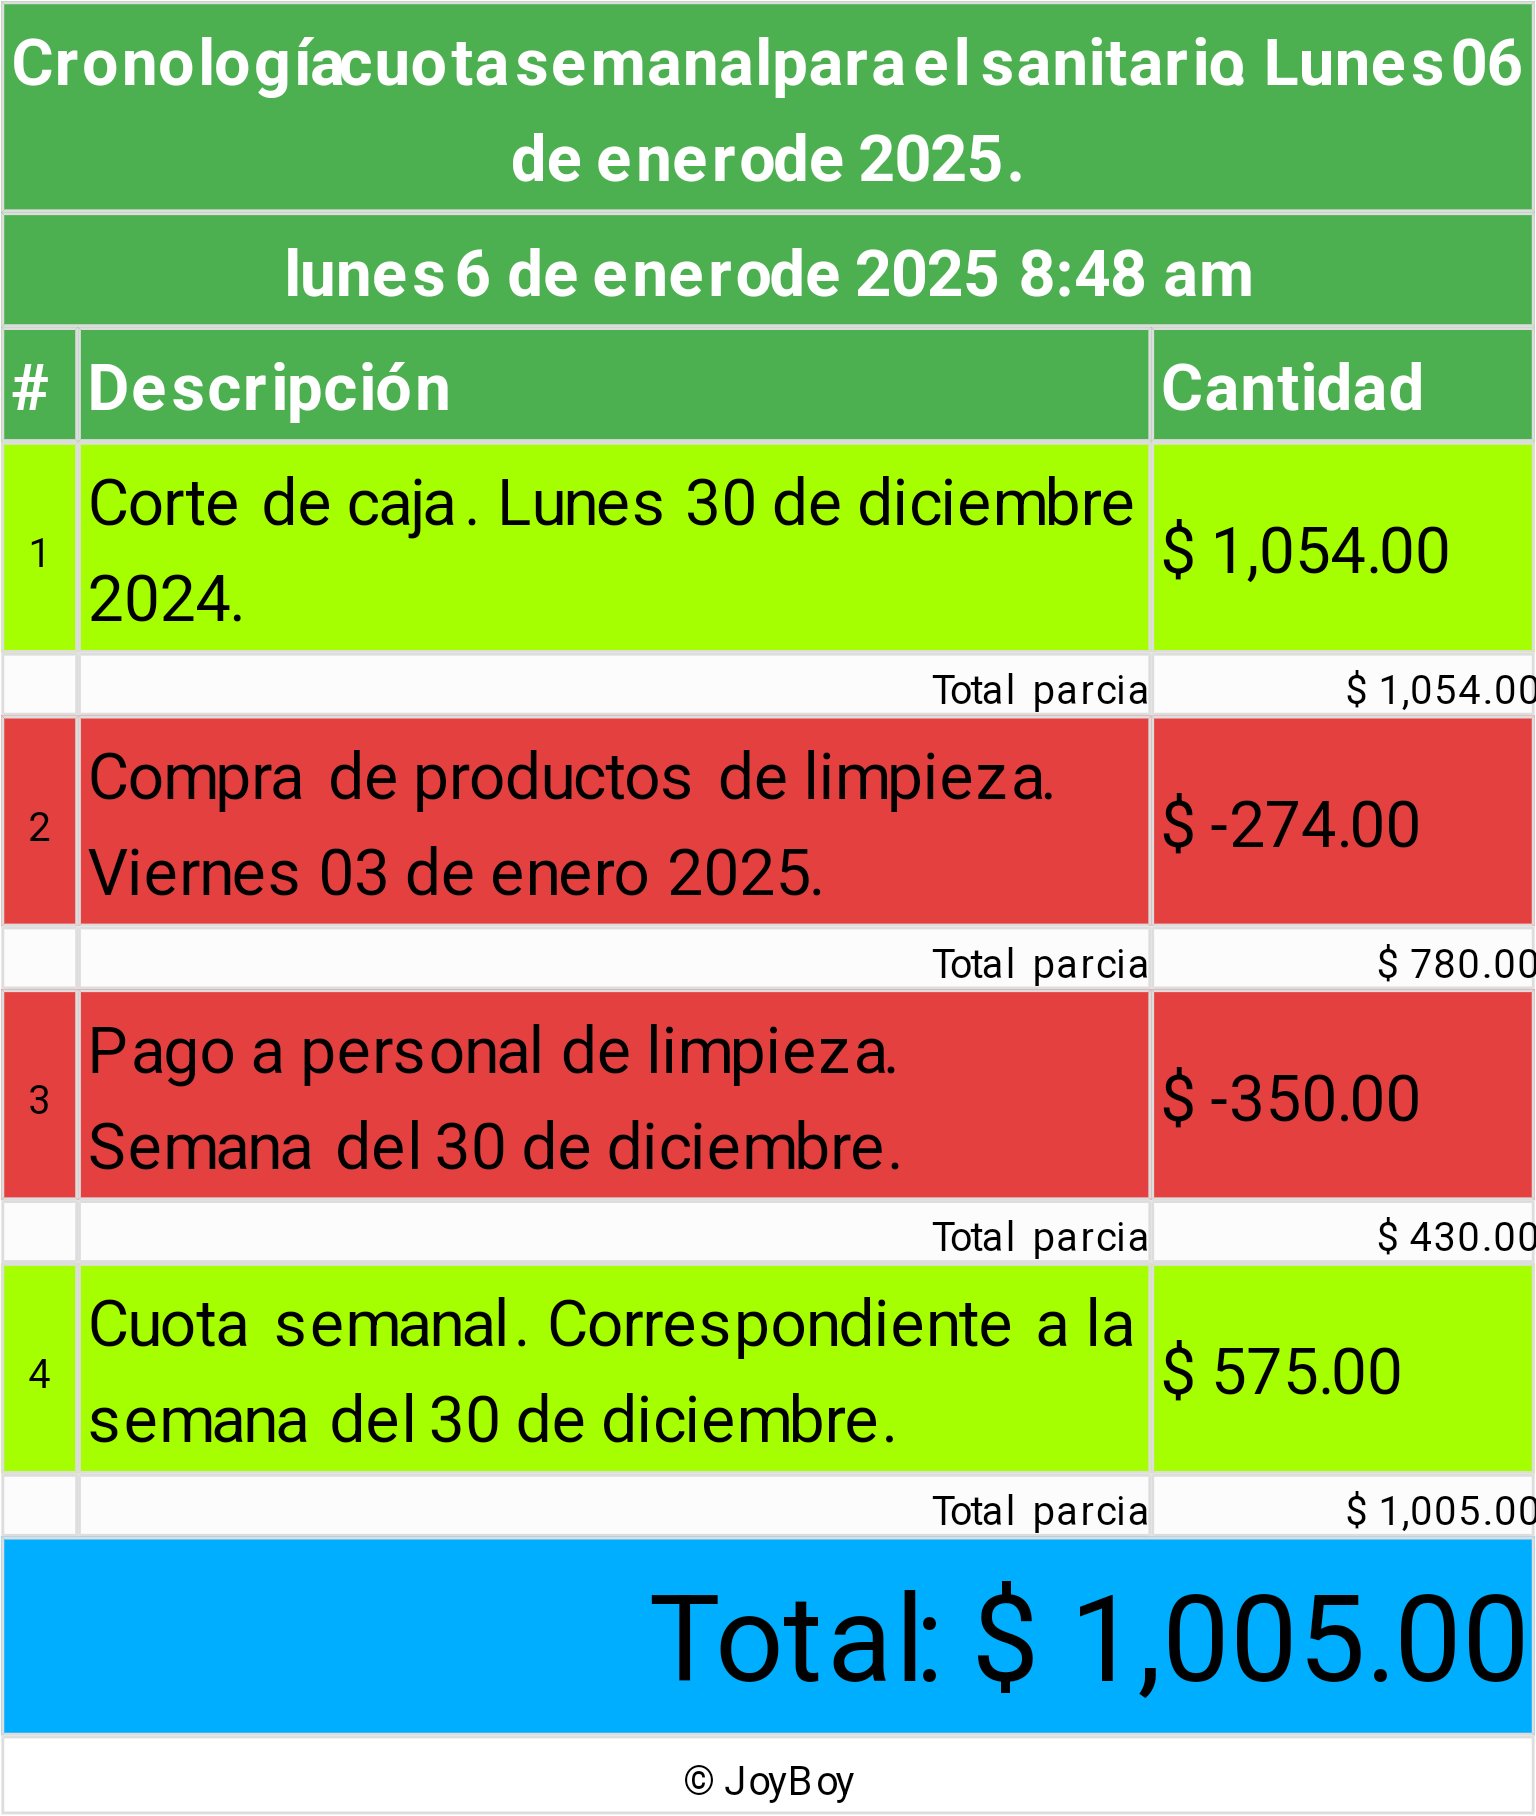 Cronología cuota semanal para el sanitario. Lunes 06
de enero de 2025.
lunes 6 de enero de 2025 8:48 am
# Descripción Cantidad
Corte de caja. Lunes 30 de diciembre
1 $ 1,054.00
2024.
Total parcia $ 1,054.00
Compra de productos de limpieza.
2 $ -274.00
Viernes 03 de enero 2025.
Total parcia $ 780.00
Pago a personal de limpieza.
3 $ -350.00
Semana del 30 de diciembre.
Total parcia $ 430.00
Cuota semanal. Correspondiente a la
4 $ 575.00
semana del 30 de diciembre.
Total parcia $ 1,005.00
Total: $ 1,005.00
© JoyBoy